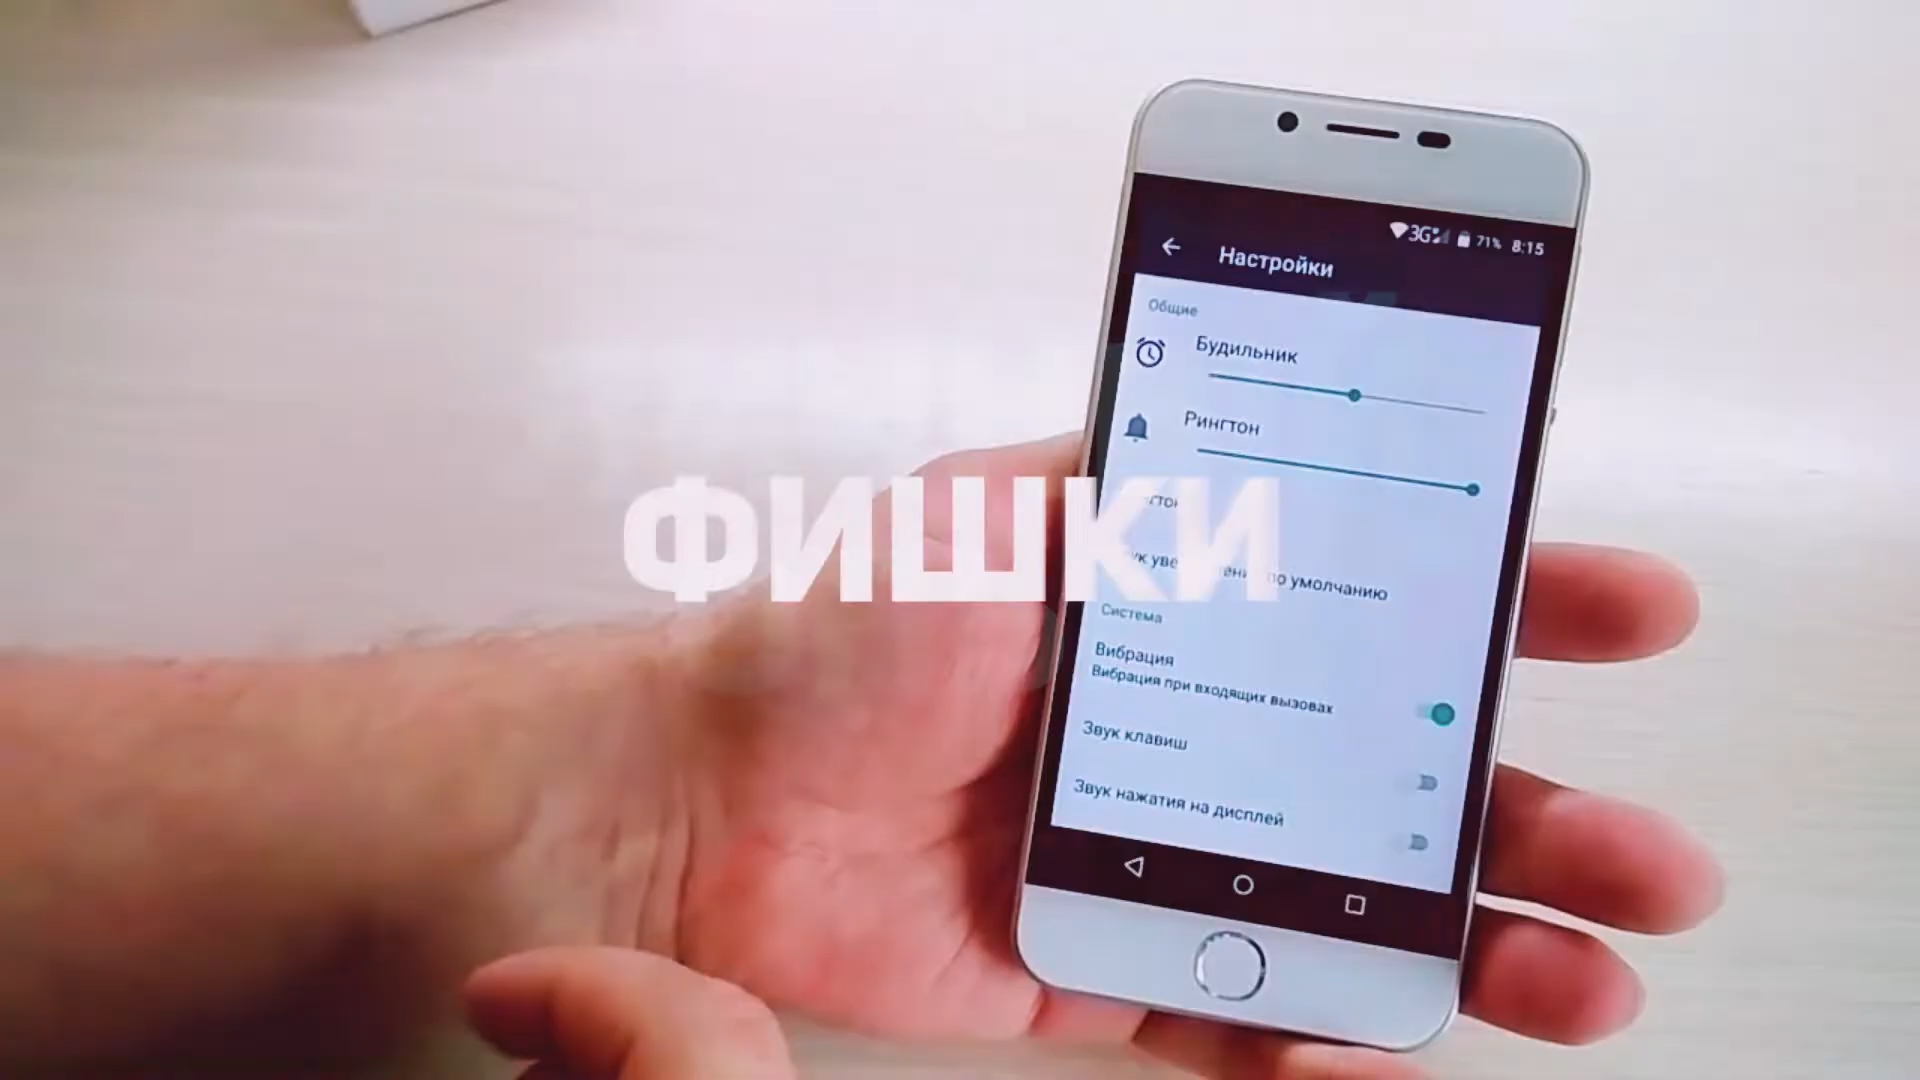 3G 71% 8:15
Настройки
Общие
Будильник
Рингтон
ФИШКИ
по умолчанию
Система
Вибрация
Вибрация при входящих вызовах
Звук клавиш
Звук нажатия на дисплей